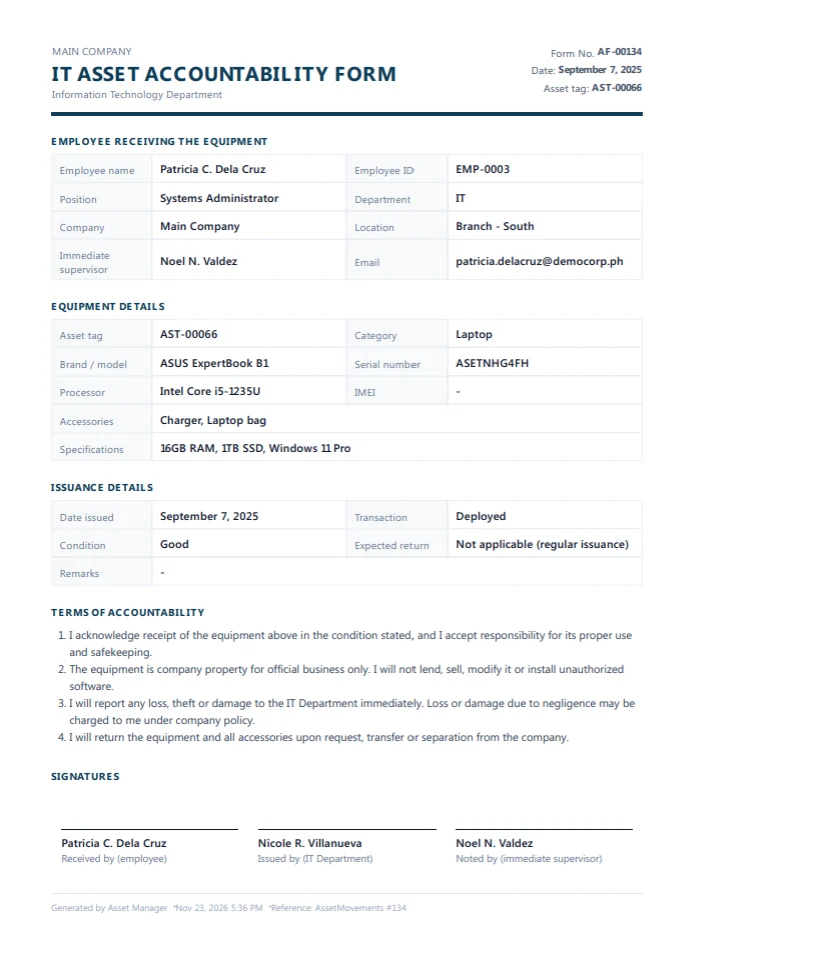 MAIN COMPANY
IT ASSET ACCOUNTABILITY FORM
Information Technology Department
Form No. AF-00134
Date: September 7, 2025
Asset tag: AST-00066
EMPLOYEE RECEIVING THE EQUIPMENT
Employee name Patricia C. Dela Cruz Employee ID EMP-0003
Position Systems Administrator Department IT
Company Main Company Location Branch - South
Immediate supervisor Noel N. Valdez Email patricia.delacruz@democorp.ph
EQUIPMENT DETAILS
Asset tag AST-00066 Category Laptop
Brand / model ASUS ExpertBook B1 Serial number ASETNHG4FH
Processor Intel Core i5-1235U IMEI -
Accessories Charger, Laptop bag
Specifications 16GB RAM, 1TB SSD, Windows 11 Pro
ISSUANCE DETAILS
Date issued September 7, 2025 Transaction Deployed
Condition Good Expected return Not applicable (regular issuance)
Remarks -
TERMS OF ACCOUNTABILITY
1. I acknowledge receipt of the equipment above in the condition stated, and I accept responsibility for its proper use
and safekeeping.
2. The equipment is company property for official business only. I will not lend, sell, modify it or install unauthorized
software.
3. I will report any loss, theft or damage to the IT Department immediately. Loss or damage due to negligence may be
charged to me under company policy.
4. I will return the equipment and all accessories upon request, transfer or separation from the company.
SIGNATURES
Patricia C. Dela Cruz
Received by (employee)
Nicole R. Villanueva
Issued by (IT Department)
Noel N. Valdez
Noted by (immediate supervisor)
Generated by Asset Manager *Nov 23, 2026 5:36 PM *Reference: AssetMovements #134